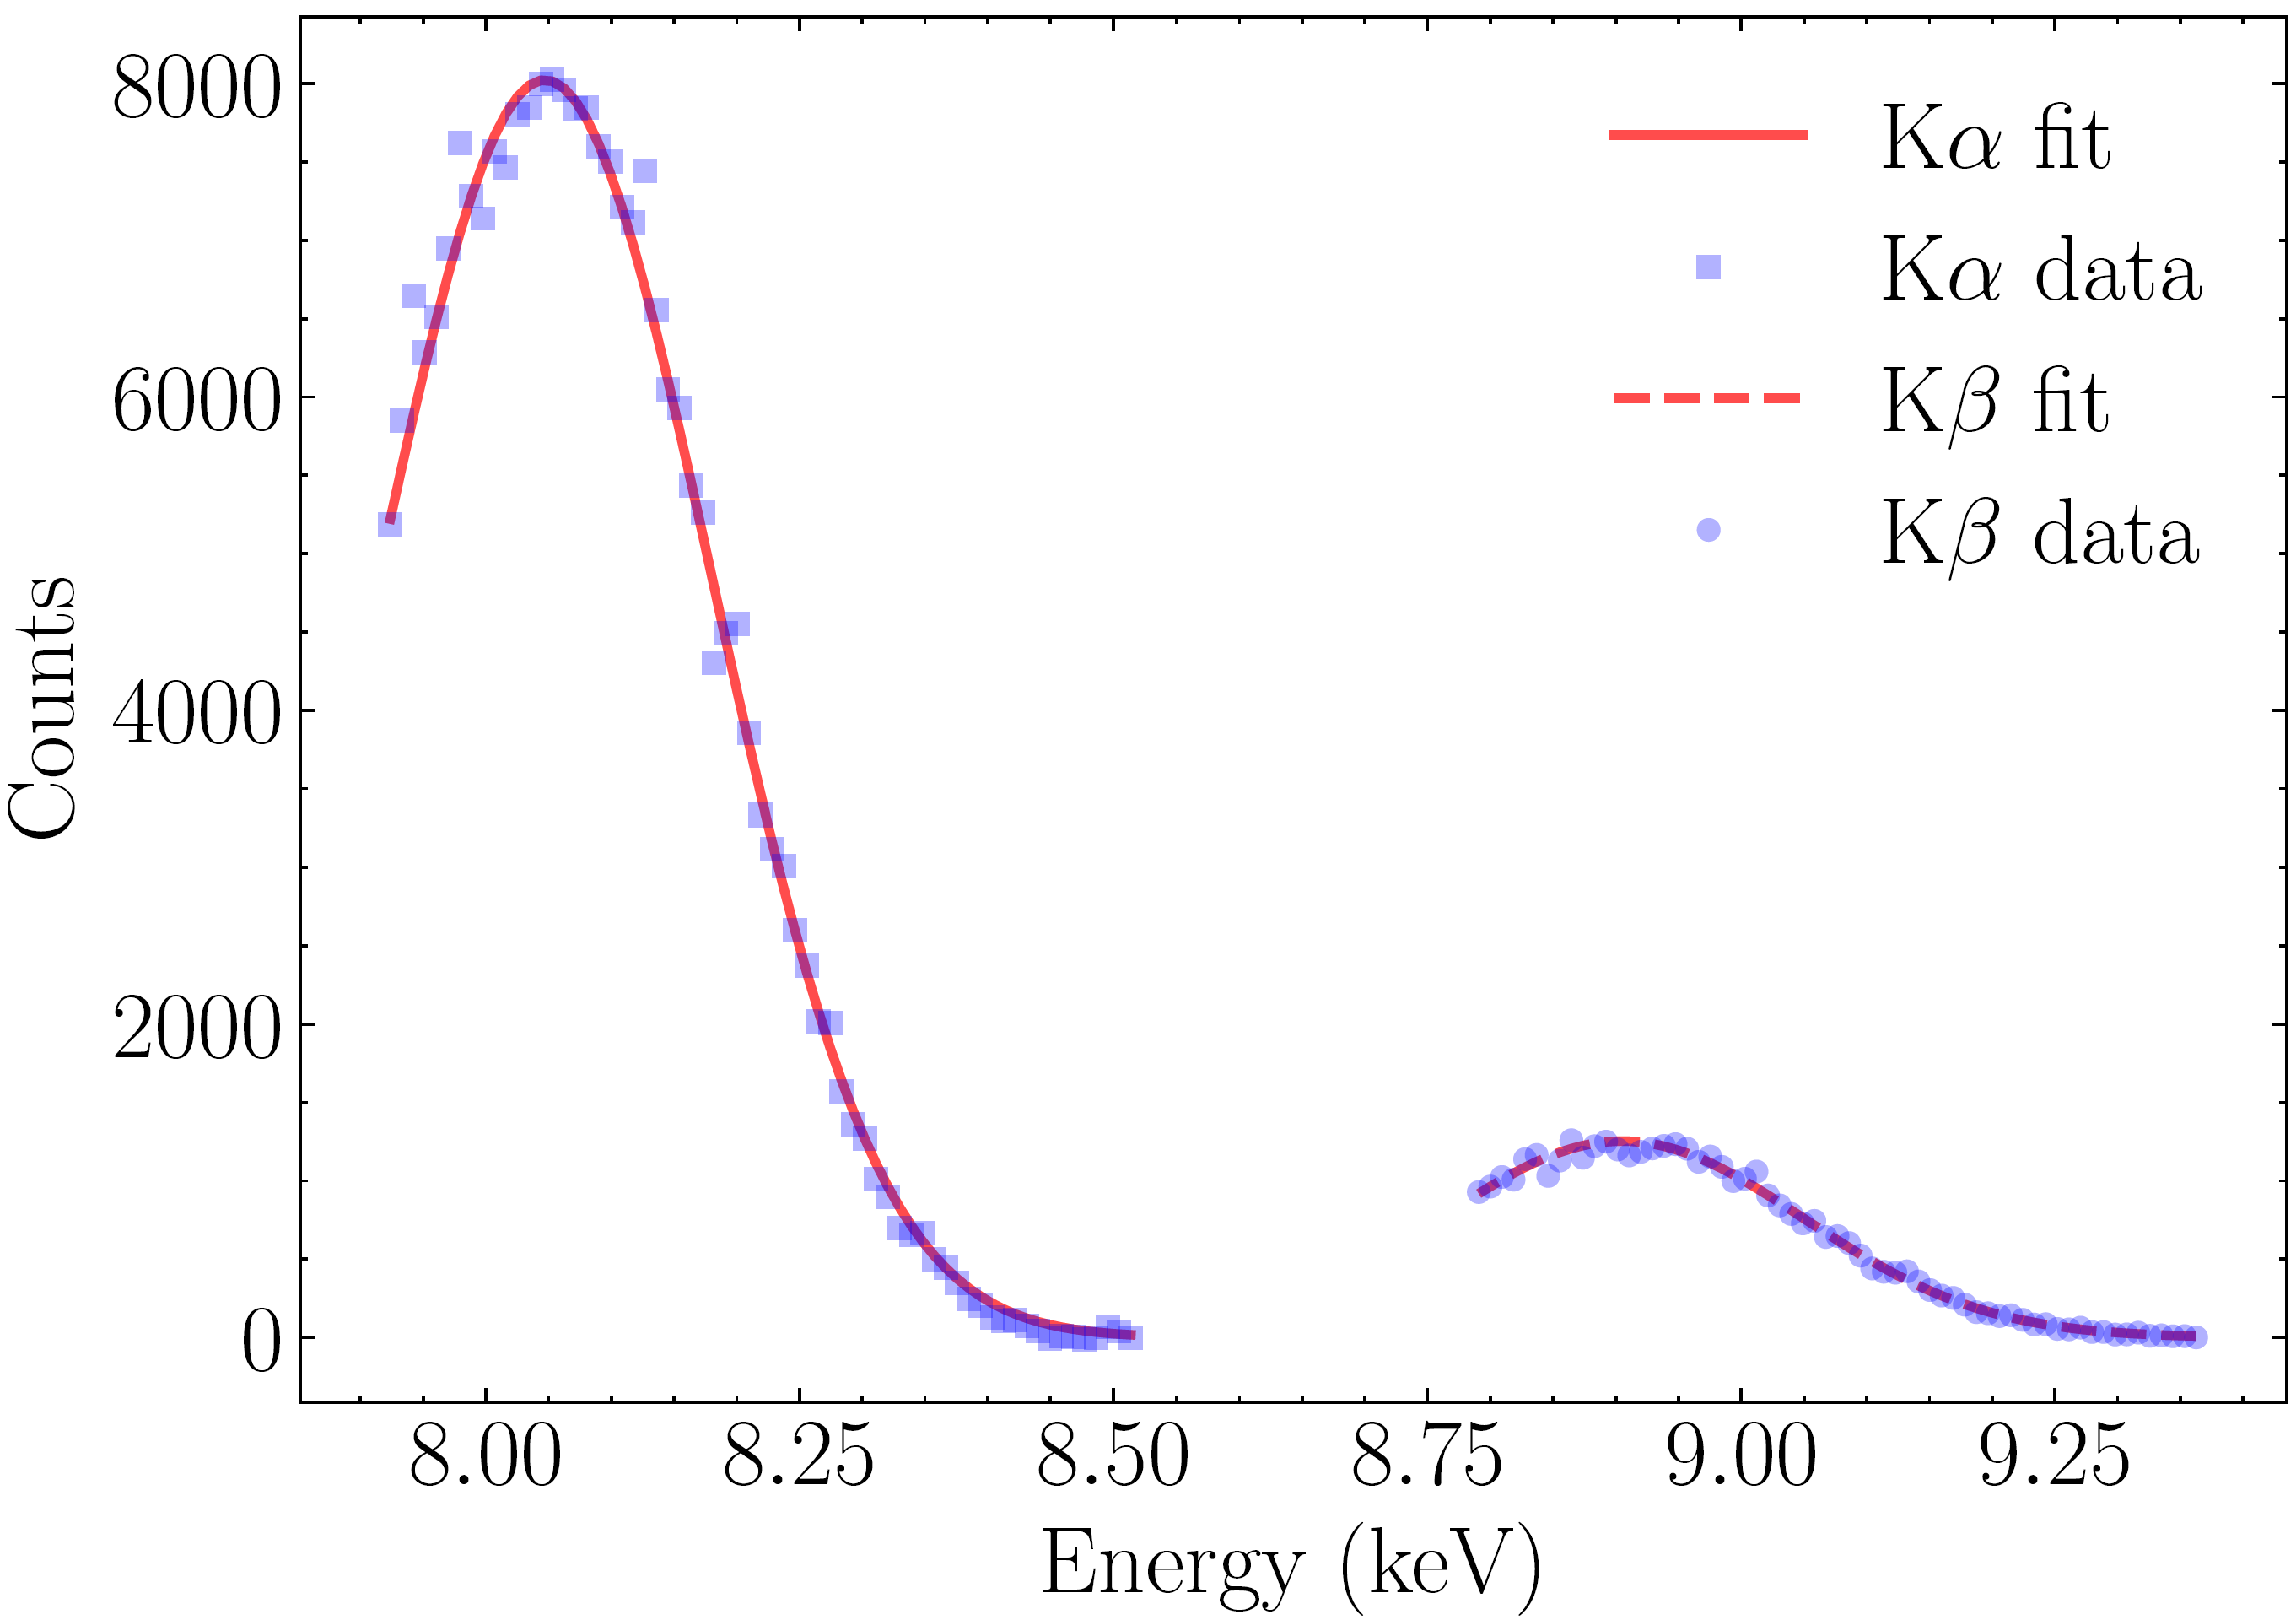 8000
6000
4000
2000
0
Counts
8.00 8.25 8.50 8.75 9.00 9.25
Energy (keV)
Kα fit
Kα data
Kβ fit
Kβ data